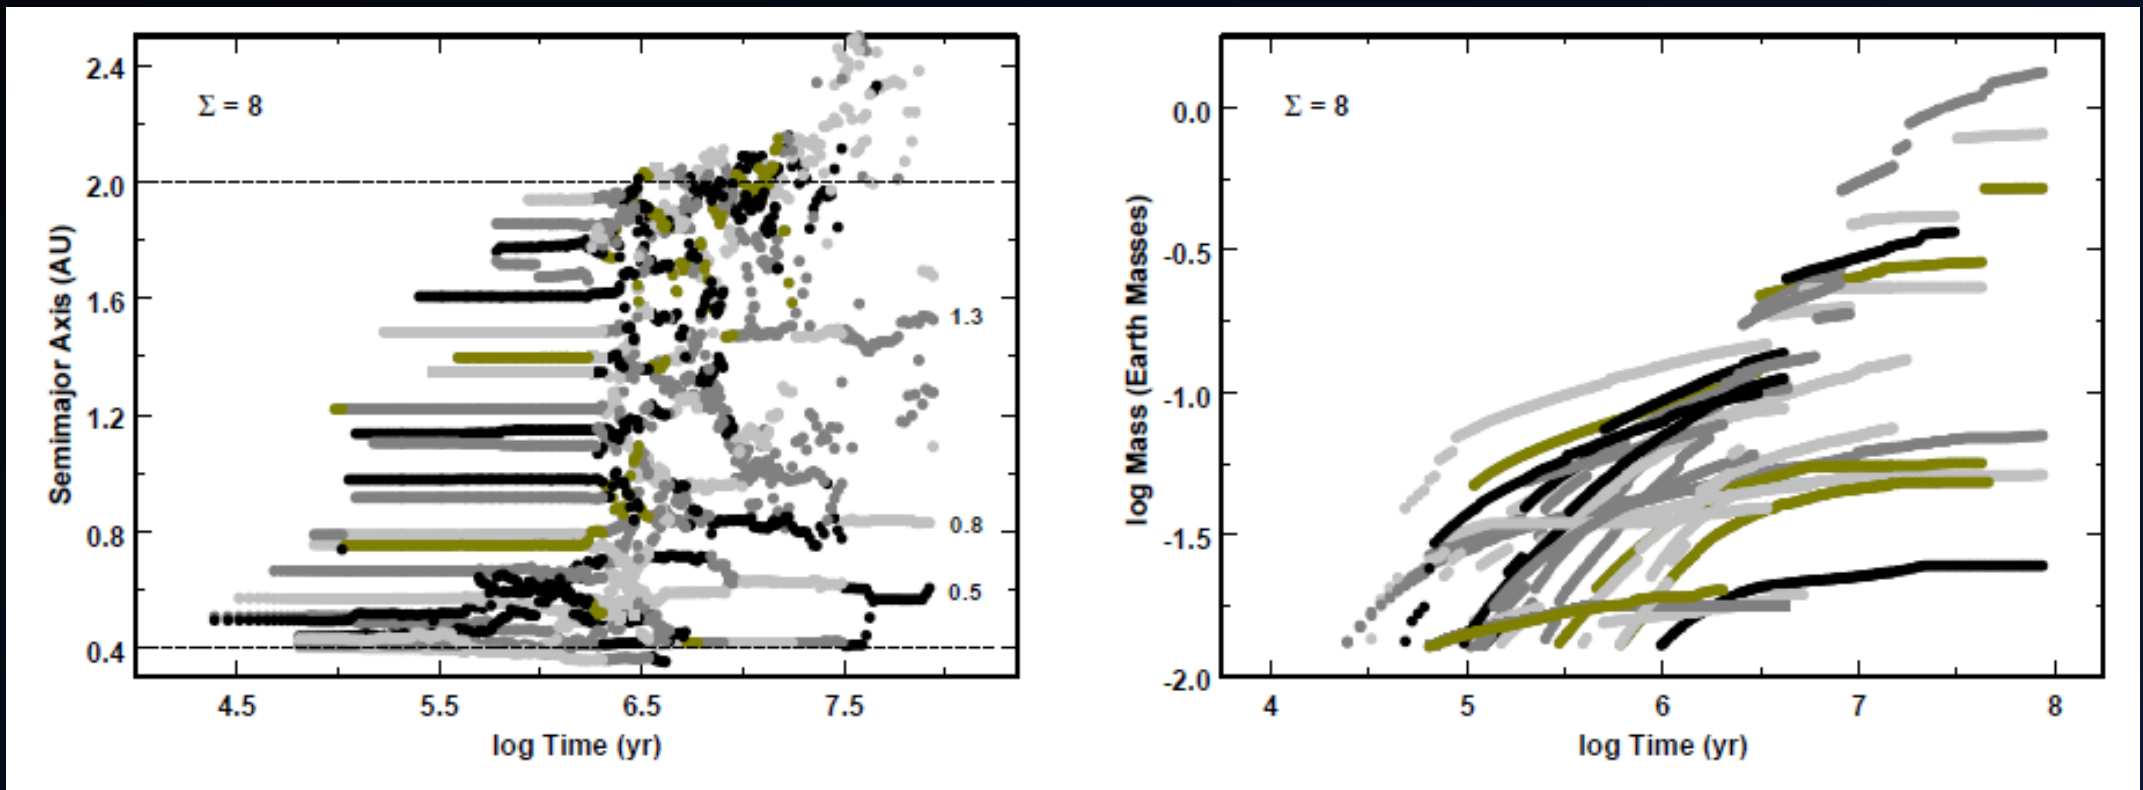 Σ = 8
2.4
2.0
1.6
1.2
0.8
0.4
Semimajor Axis (AU)
1.3
0.8
0.5
4.5 5.5 6.5 7.5
log Time (yr)
Σ = 8
0.0
-0.5
-1.0
-1.5
-2.0
log Mass (Earth Masses)
4 5 6 7 8
log Time (yr)